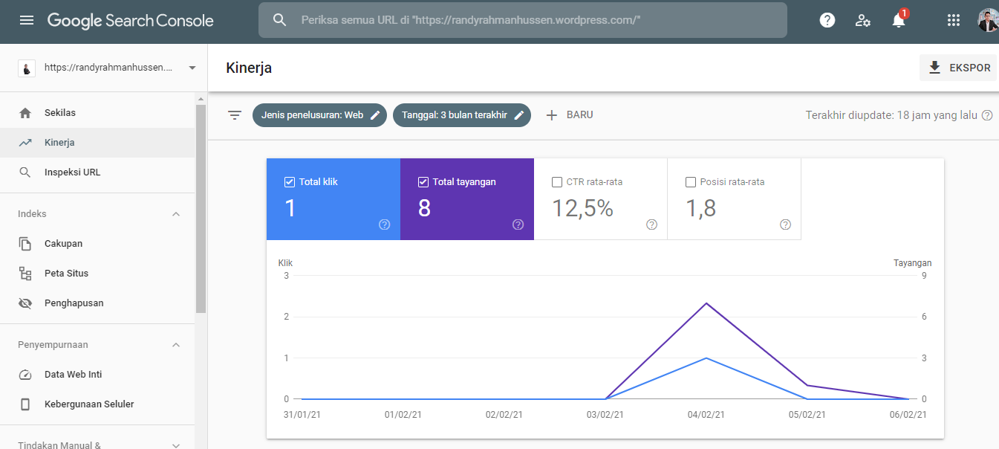 Google Search Console
Periksa semua URL di "https://randyrahmanhussen.wordpress.com/"
1
https://randyrahmanhussen....
Kinerja
EKSPOR
Sekilas
Kinerja
Inspeksi URL
Indeks
Cakupan
Peta Situs
Penghapusan
Penyempurnaan
Data Web Inti
Kebergunaan Seluler
Tindakan Manual &
Jenis penelusuran: Web
Tanggal: 3 bulan terakhir
BARU
Terakhir diupdate: 18 jam yang lalu
Total klik
1
Total tayangan
8
CTR rata-rata
12,5%
Posisi rata-rata
1,8
Klik
Tayangan
3 9
2 6
1 3
0 0
31/01/21 01/02/21 02/02/21 03/02/21 04/02/21 05/02/21 06/02/21